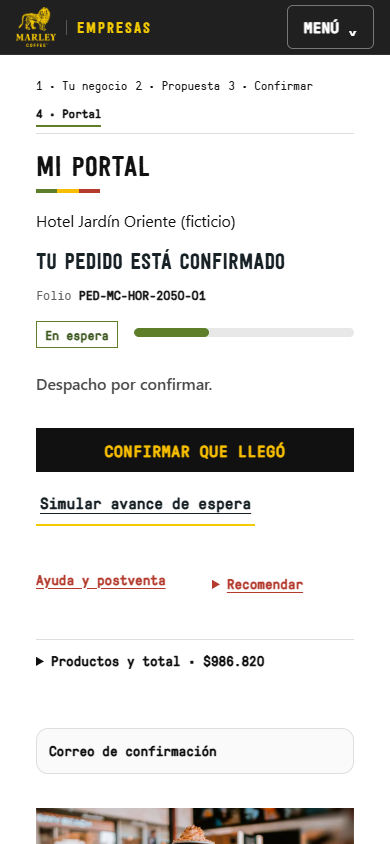 MARLEY
COFFEE
EMPRESAS
MENÚ
1 · Tu negocio 2 · Propuesta 3 · Confirmar
4 · Portal
MI PORTAL
Hotel Jardín Oriente (ficticio)
TU PEDIDO ESTÁ CONFIRMADO
Folio PED-MC-HOR-2050-01
En espera
Despacho por confirmar.
CONFIRMAR QUE LLEGÓ
Simular avance de espera
Ayuda y postventa
Recomendar
Productos y total · $986.820
Correo de confirmación